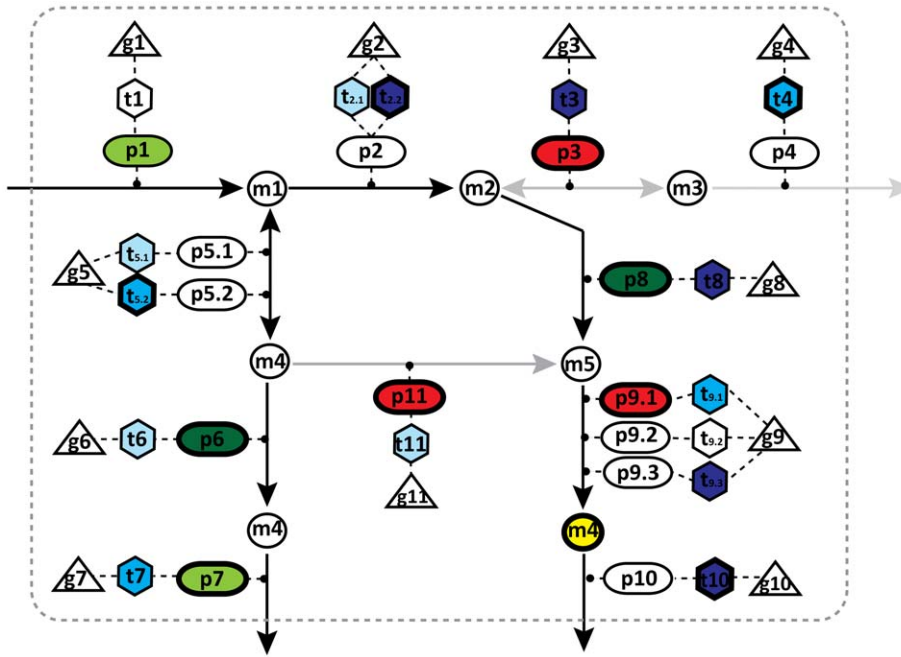 g1 g2 g3 g4
t1 t2.1 t2.2 t3 t4
p1 p2 p3 p4
m1 m2 m3
g5 t5.1 p5.1
t5.2 p5.2
p8 t8 g8
m4 m5
p11
p9.1 t9.1
g6 t6 p6 t11 p9.2 t9.2 g9
p9.3 t9.3
g11
m4 m4
g7 t7 p7 p10 t10 g10